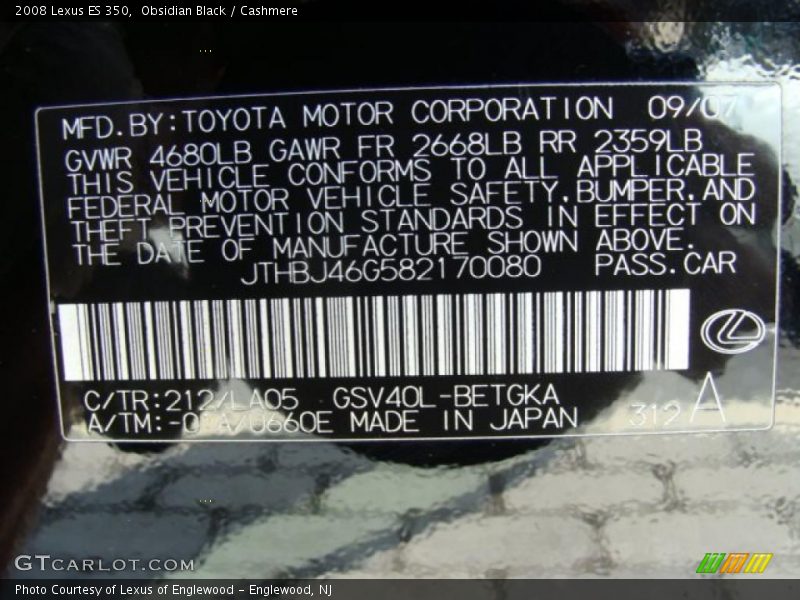 2008 Lexus ES 350,  Obsidian Black / Cashmere
MFD.BY:TOYOTA MOTOR CORPORATION 09/07
GVWR 4680LB GAWR FR 2668LB RR 2359LB
THIS VEHICLE CONFORMS TO ALL APPLICABLE
FEDERAL MOTOR VEHICLE SAFETY,BUMPER,AND
THEFT PREVENTION STANDARDS IN EFFECT ON
THE DATE OF MANUFACTURE SHOWN ABOVE.
JTHBJ46G582170080 PASS.CAR
C/TR:212/LA05 GSV40L-BETGKA
A/TM: MADE IN JAPAN 312 A
GTCARLOT.COM
Photo Courtesy of Lexus of Englewood – Englewood, NJ